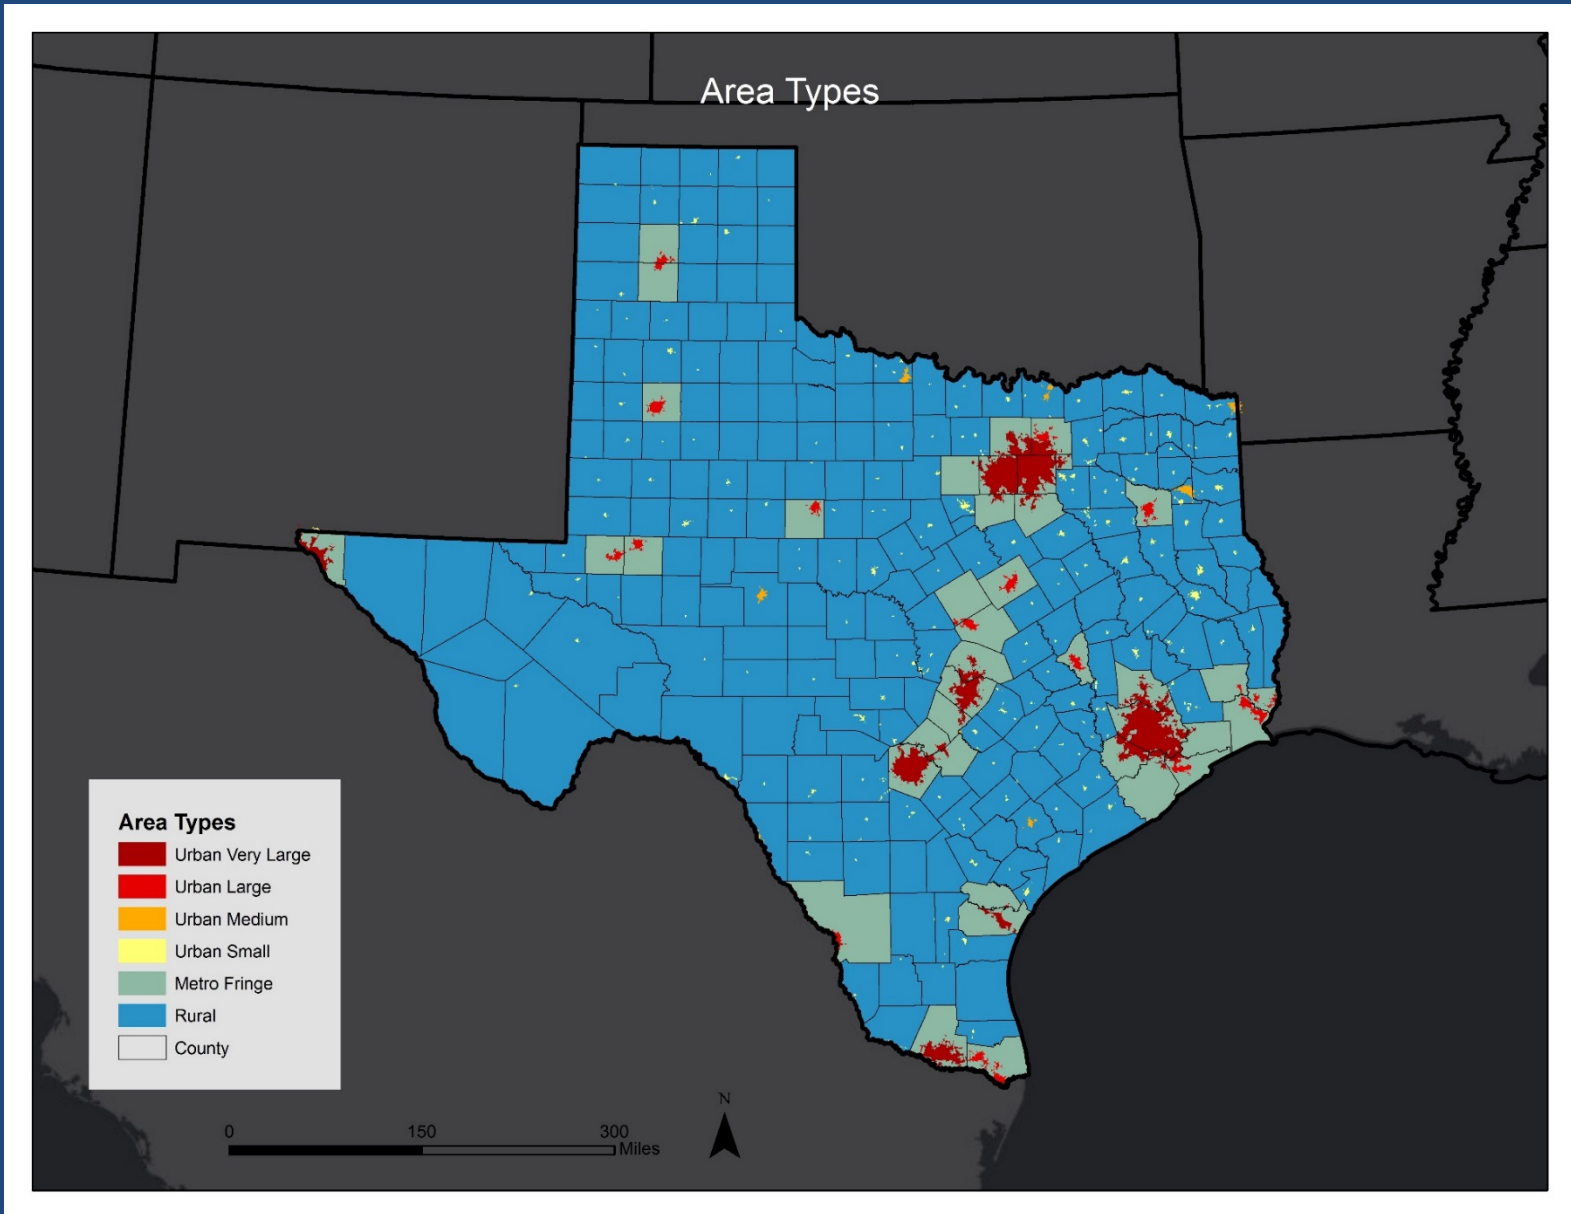 Area Types
Area Types
Urban Very Large
Urban Large
Urban Medium
Urban Small
Metro Fringe
Rural
County
N
0 150 300
Miles